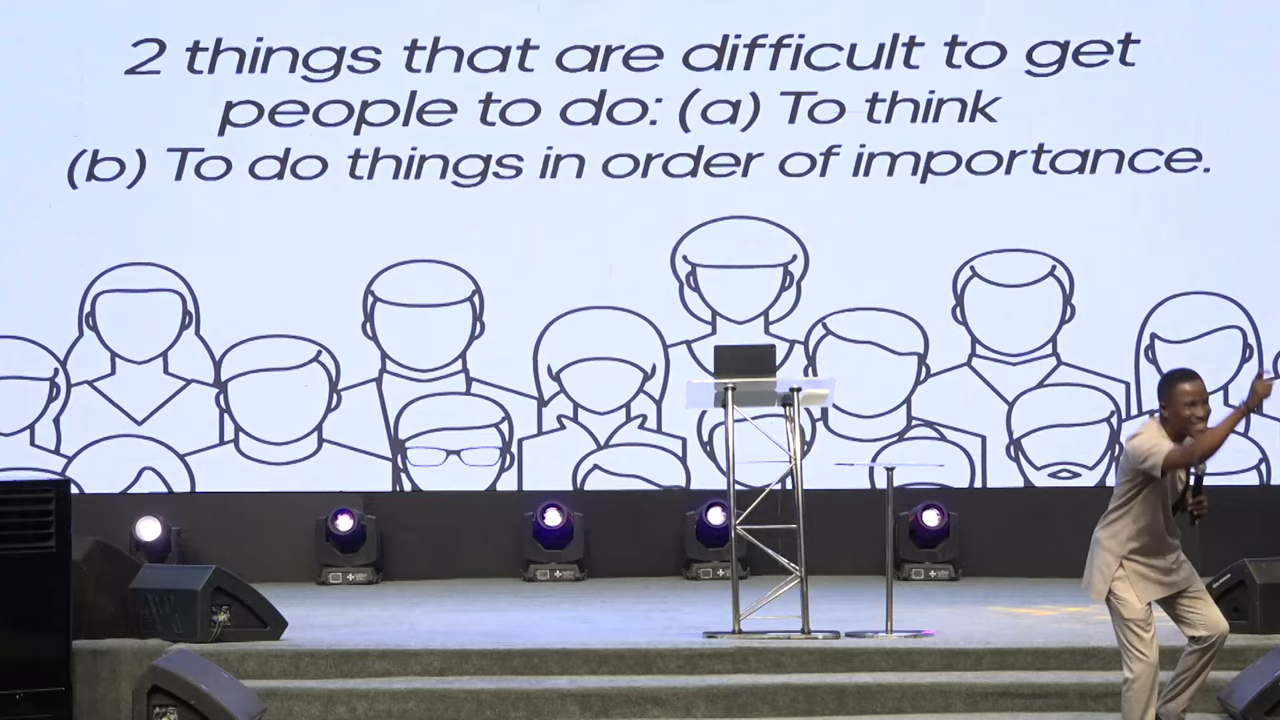 2 things that are difficult to get
people to do: (a) To think
(b) To do things in order of importance.